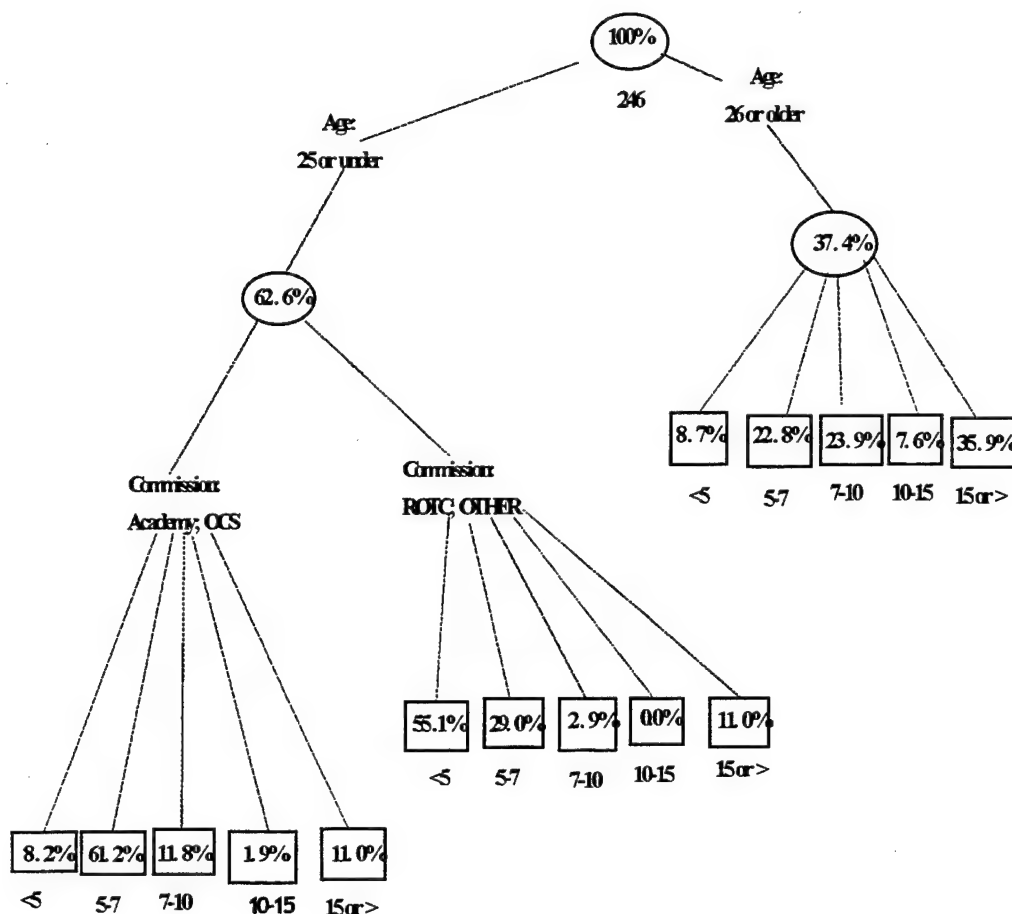 100%
246
Age:
25 or under
Age:
26 or older
37.4%
62.6%
8.7% 22.8% 23.9% 7.6% 35.9%
<5 5-7 7-10 10-15 15 or >
Commission:
Academy; OCS
Commission:
ROTC; OTHER
55.1% 29.0% 2.9% 0.0% 11.0%
<5 5-7 7-10 10-15 15 or >
8.2% 61.2% 11.8% 1.9% 11.0%
<5 5-7 7-10 10-15 15 or >